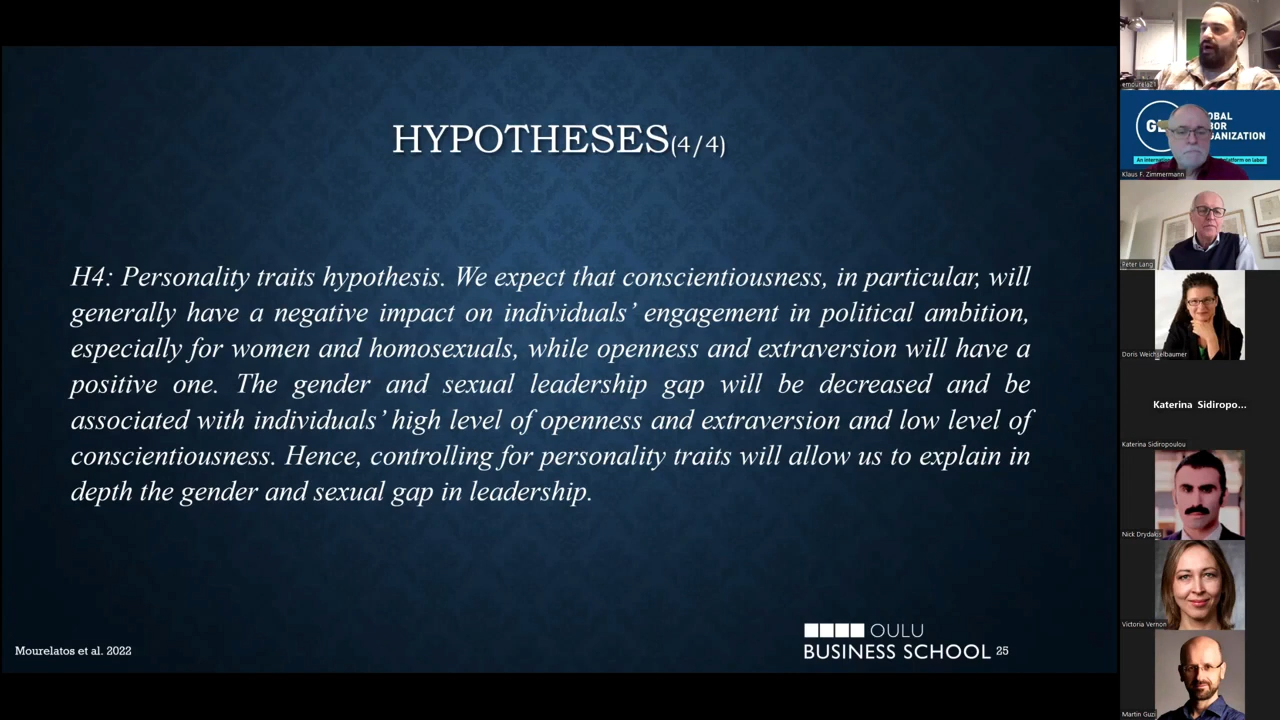 HYPOTHESES(4/4)
H4: Personality traits hypothesis. We expect that conscientiousness, in particular, will
generally have a negative impact on individuals’ engagement in political ambition,
especially for women and homosexuals, while openness and extraversion will have a
positive one. The gender and sexual leadership gap will be decreased and be
associated with individuals’ high level of openness and extraversion and low level of
conscientiousness. Hence, controlling for personality traits will allow us to explain in
depth the gender and sexual gap in leadership.
Mourelatos et al. 2022
OULU
BUSINESS SCHOOL
25
Klaus F. Zimmermann
Peter Lang
Doris Weichselbaumer
Katerina Sidiropo...
Katerina Sidiropoulou
Nick Drydakis
Victoria Vernon
Martin Guzi